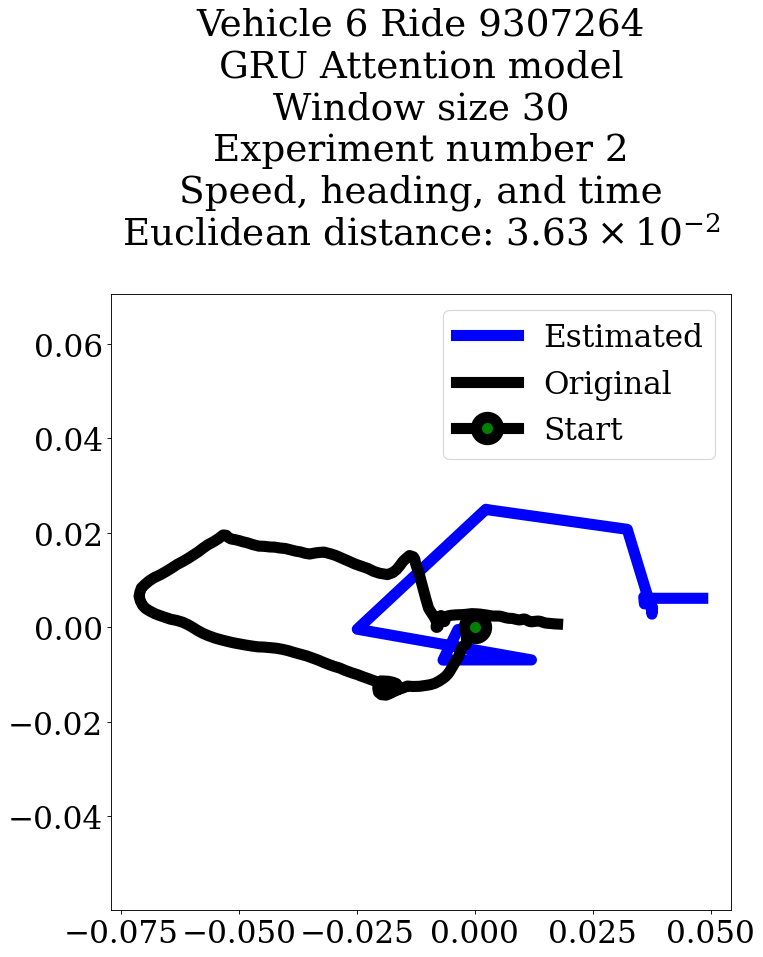 Vehicle 6 Ride 9307264
GRU Attention model
Window size 30
Experiment number 2
Speed, heading, and time
Euclidean distance: 3.63 × 10⁻²
Estimated
Original
Start
0.06
0.04
0.02
0.00
−0.02
−0.04
−0.075 −0.050 −0.025 0.000 0.025 0.050